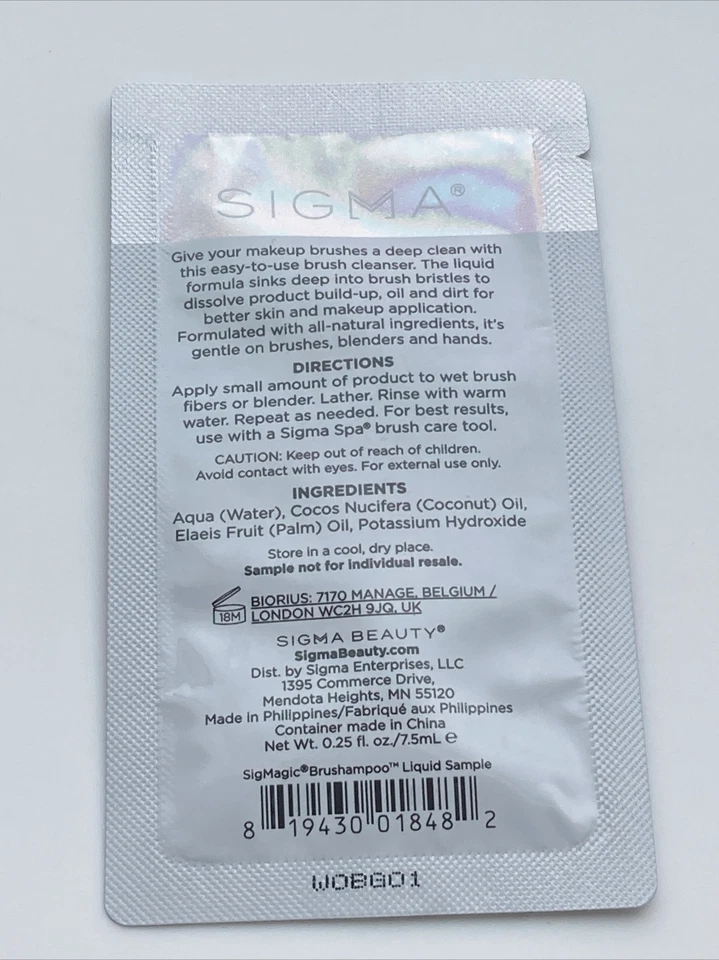 SIGMA®
Give your makeup brushes a deep clean with
this easy-to-use brush cleanser. The liquid
formula sinks deep into brush bristles to
dissolve product build-up, oil and dirt for
better skin and makeup application.
Formulated with all-natural ingredients, it's
gentle on brushes, blenders and hands.
DIRECTIONS
Apply small amount of product to wet brush
fibers or blender. Lather. Rinse with warm
water. Repeat as needed. For best results,
use with a Sigma Spa® brush care tool.
CAUTION: Keep out of reach of children.
Avoid contact with eyes. For external use only.
INGREDIENTS
Aqua (Water), Cocos Nucifera (Coconut) Oil,
Elaeis Fruit (Palm) Oil, Potassium Hydroxide
Store in a cool, dry place.
Sample not for individual resale.
18M
BIORIUS: 7170 MANAGE, BELGIUM /
LONDON WC2H 9JQ, UK
SIGMA BEAUTY®
SigmaBeauty.com
Dist. by Sigma Enterprises, LLC
1395 Commerce Drive,
Mendota Heights, MN 55120
Made in Philippines/Fabriqué aux Philippines
Container made in China
Net Wt. 0.25 fl. oz./7.5mL ℮
SigMagic®Brushampoo™ Liquid Sample
8 19430 01848 2
WOBG01